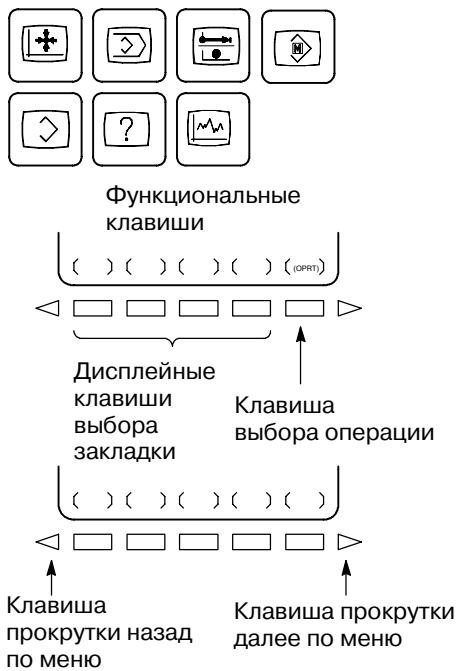 M
?
Функциональные
клавиши
( ) ( ) ( ) ( ) ( (OPRT) )
Дисплейные
клавиши
выбора
закладки
Клавиша
выбора операции
( ) ( ) ( ) ( ) ( )
Клавиша
прокрутки назад
по меню
Клавиша прокрутки
далее по меню